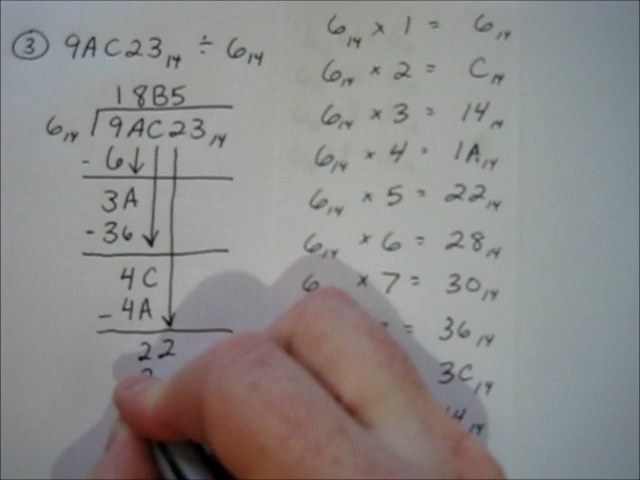 ③ 9AC23₁₄ ÷ 6₁₄
18B5
6₁₄ 9AC23₁₄
- 6
3A
- 36
4C
- 4A
22
6₁₄ × 1 = 6₁₄
6₁₄ × 2 = C₁₄
6₁₄ × 3 = 14₁₄
6₁₄ × 4 = 1A₁₄
6₁₄ × 5 = 22₁₄
6₁₄ × 6 = 28₁₄
6 × 7 = 30₁₄
= 36₁₄
3C₁₄